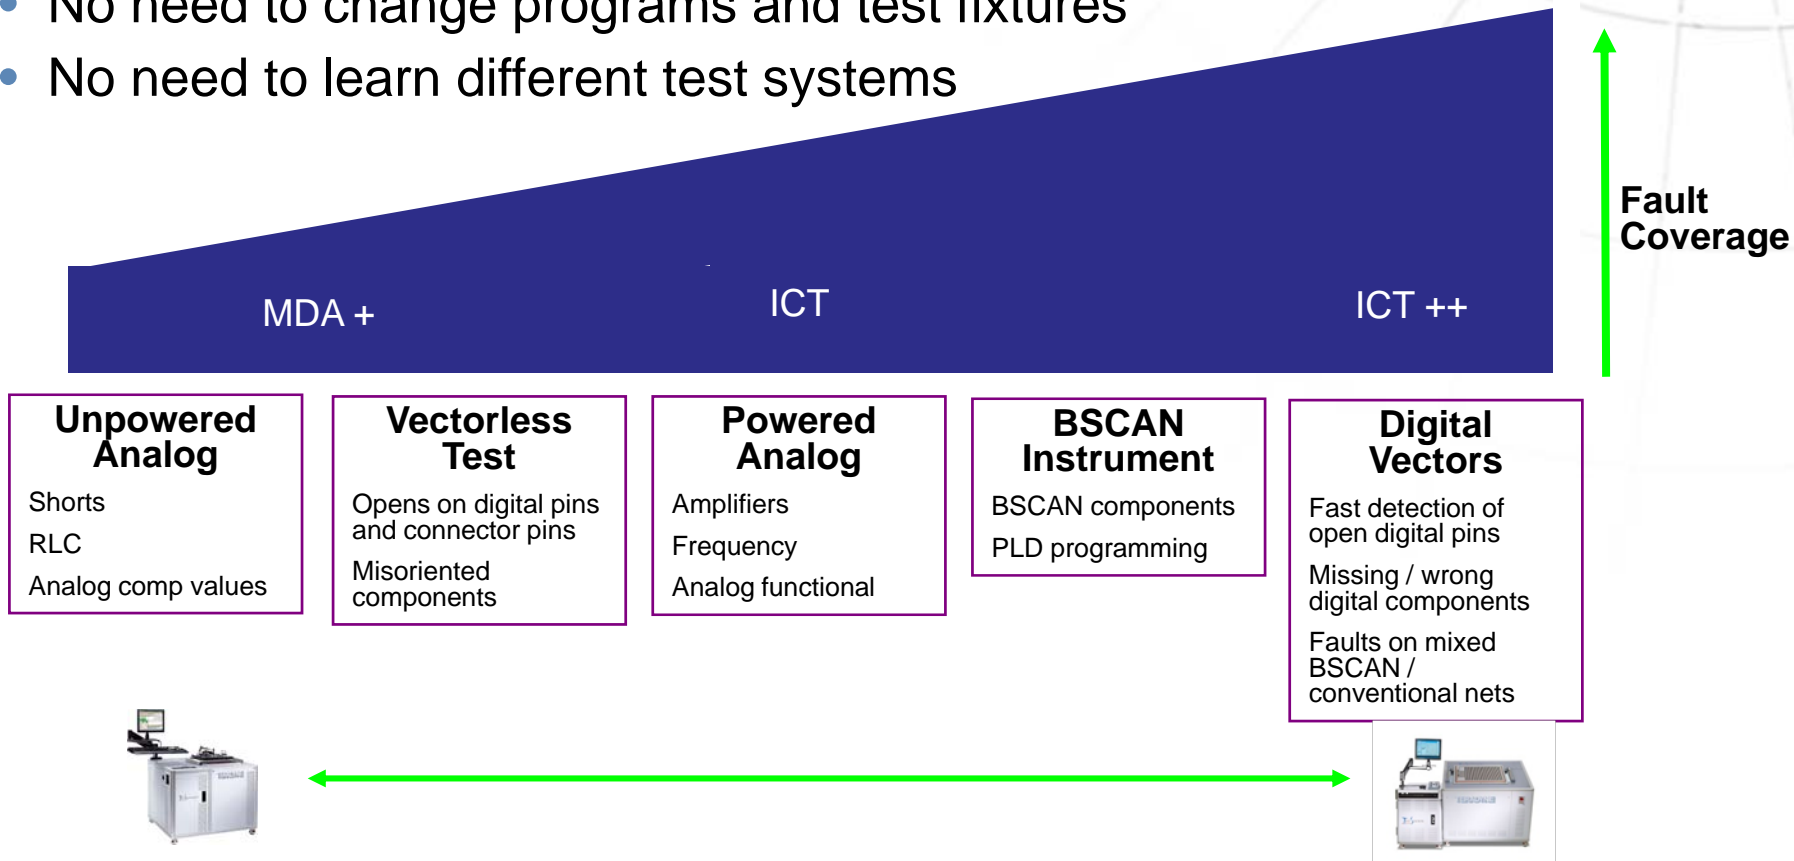 No need to change programs and test fixtures
No need to learn different test systems
Fault
Coverage
MDA +
ICT
ICT ++
Unpowered
Analog
Shorts
RLC
Analog comp values
Vectorless
Test
Opens on digital pins
and connector pins
Misoriented
components
Powered
Analog
Amplifiers
Frequency
Analog functional
BSCAN
Instrument
BSCAN components
PLD programming
Digital
Vectors
Fast detection of
open digital pins
Missing / wrong
digital components
Faults on mixed
BSCAN /
conventional nets